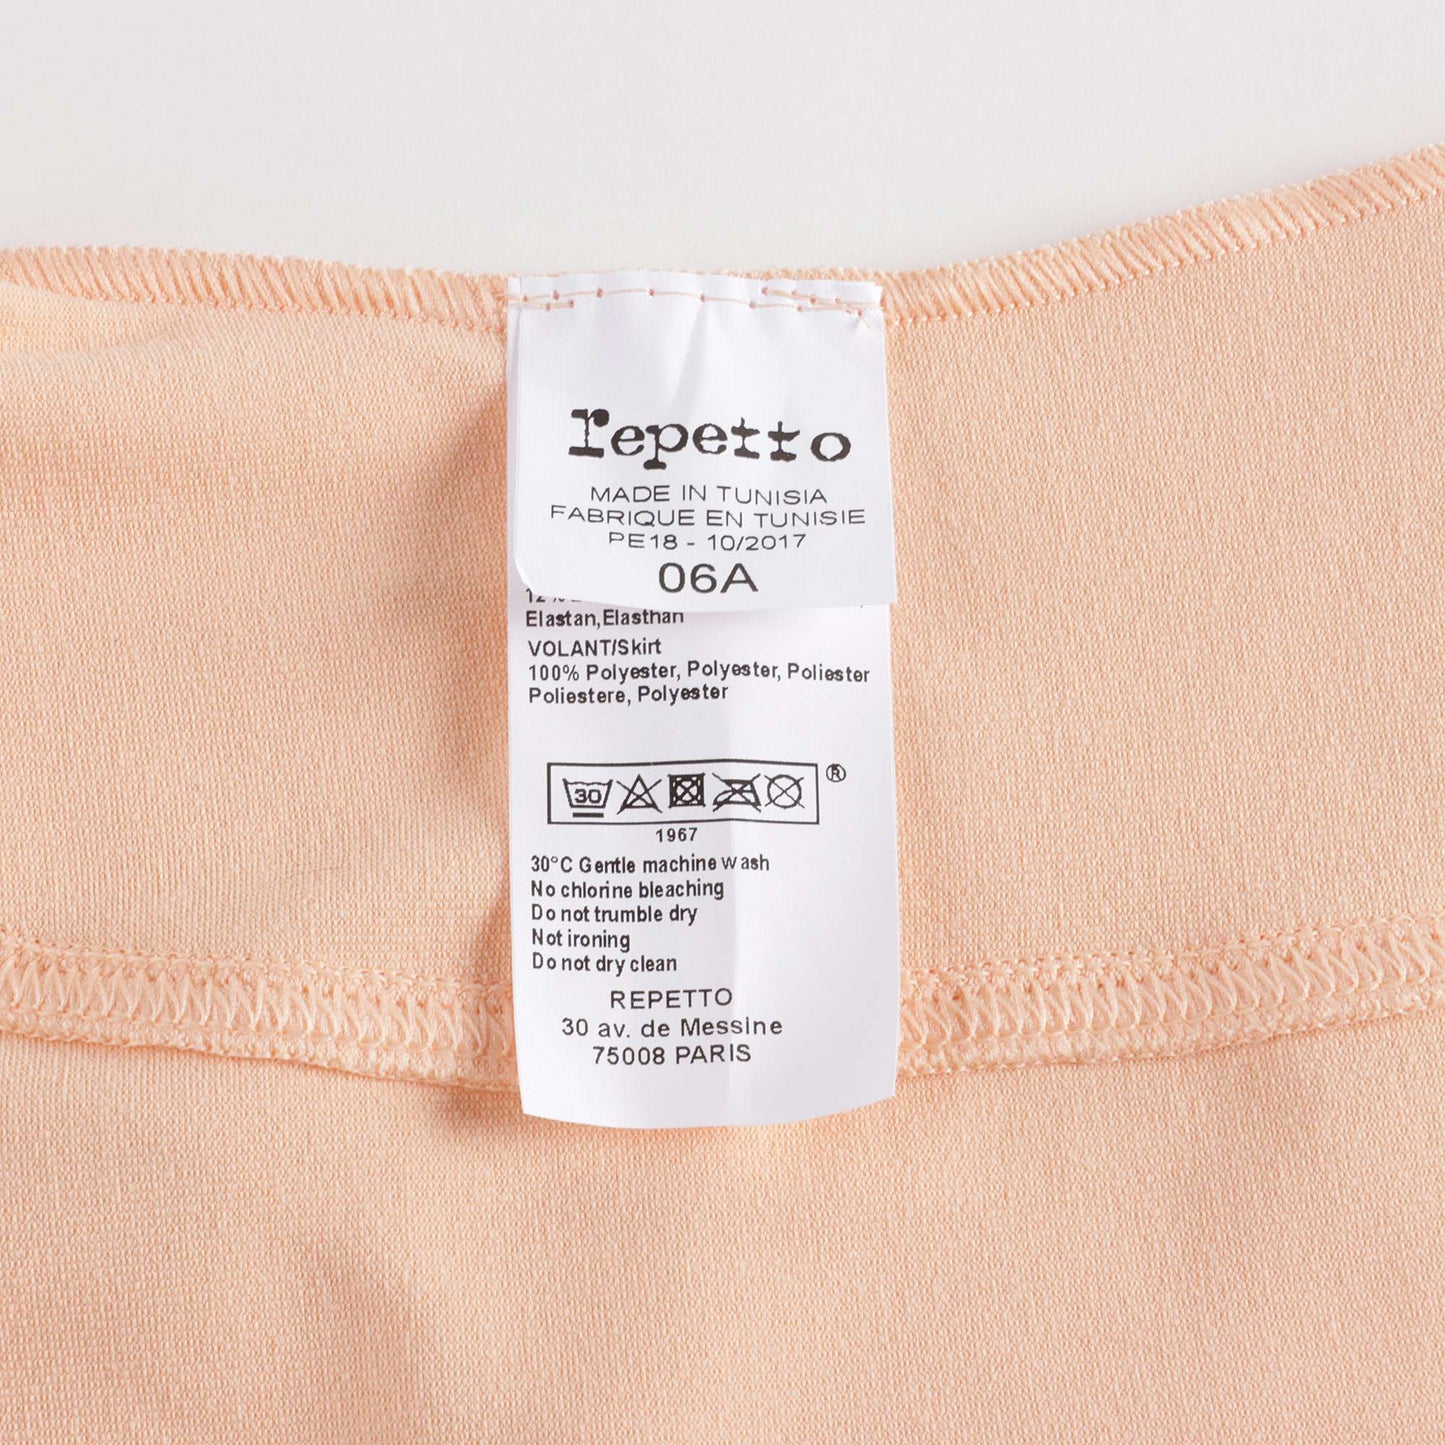 repetto
MADE IN TUNISIA
FABRIQUE EN TUNISIE
PE18 - 10/2017
06A
Elastan,Elasthan
VOLANT/Skirt
100% Polyester, Polyester, Poliester
Poliestere, Polyester
30
®
1967
30°C Gentle machine wash
No chlorine bleaching
Do not trumble dry
Not ironing
Do not dry clean
REPETTO
30 av. de Messine
75008 PARIS